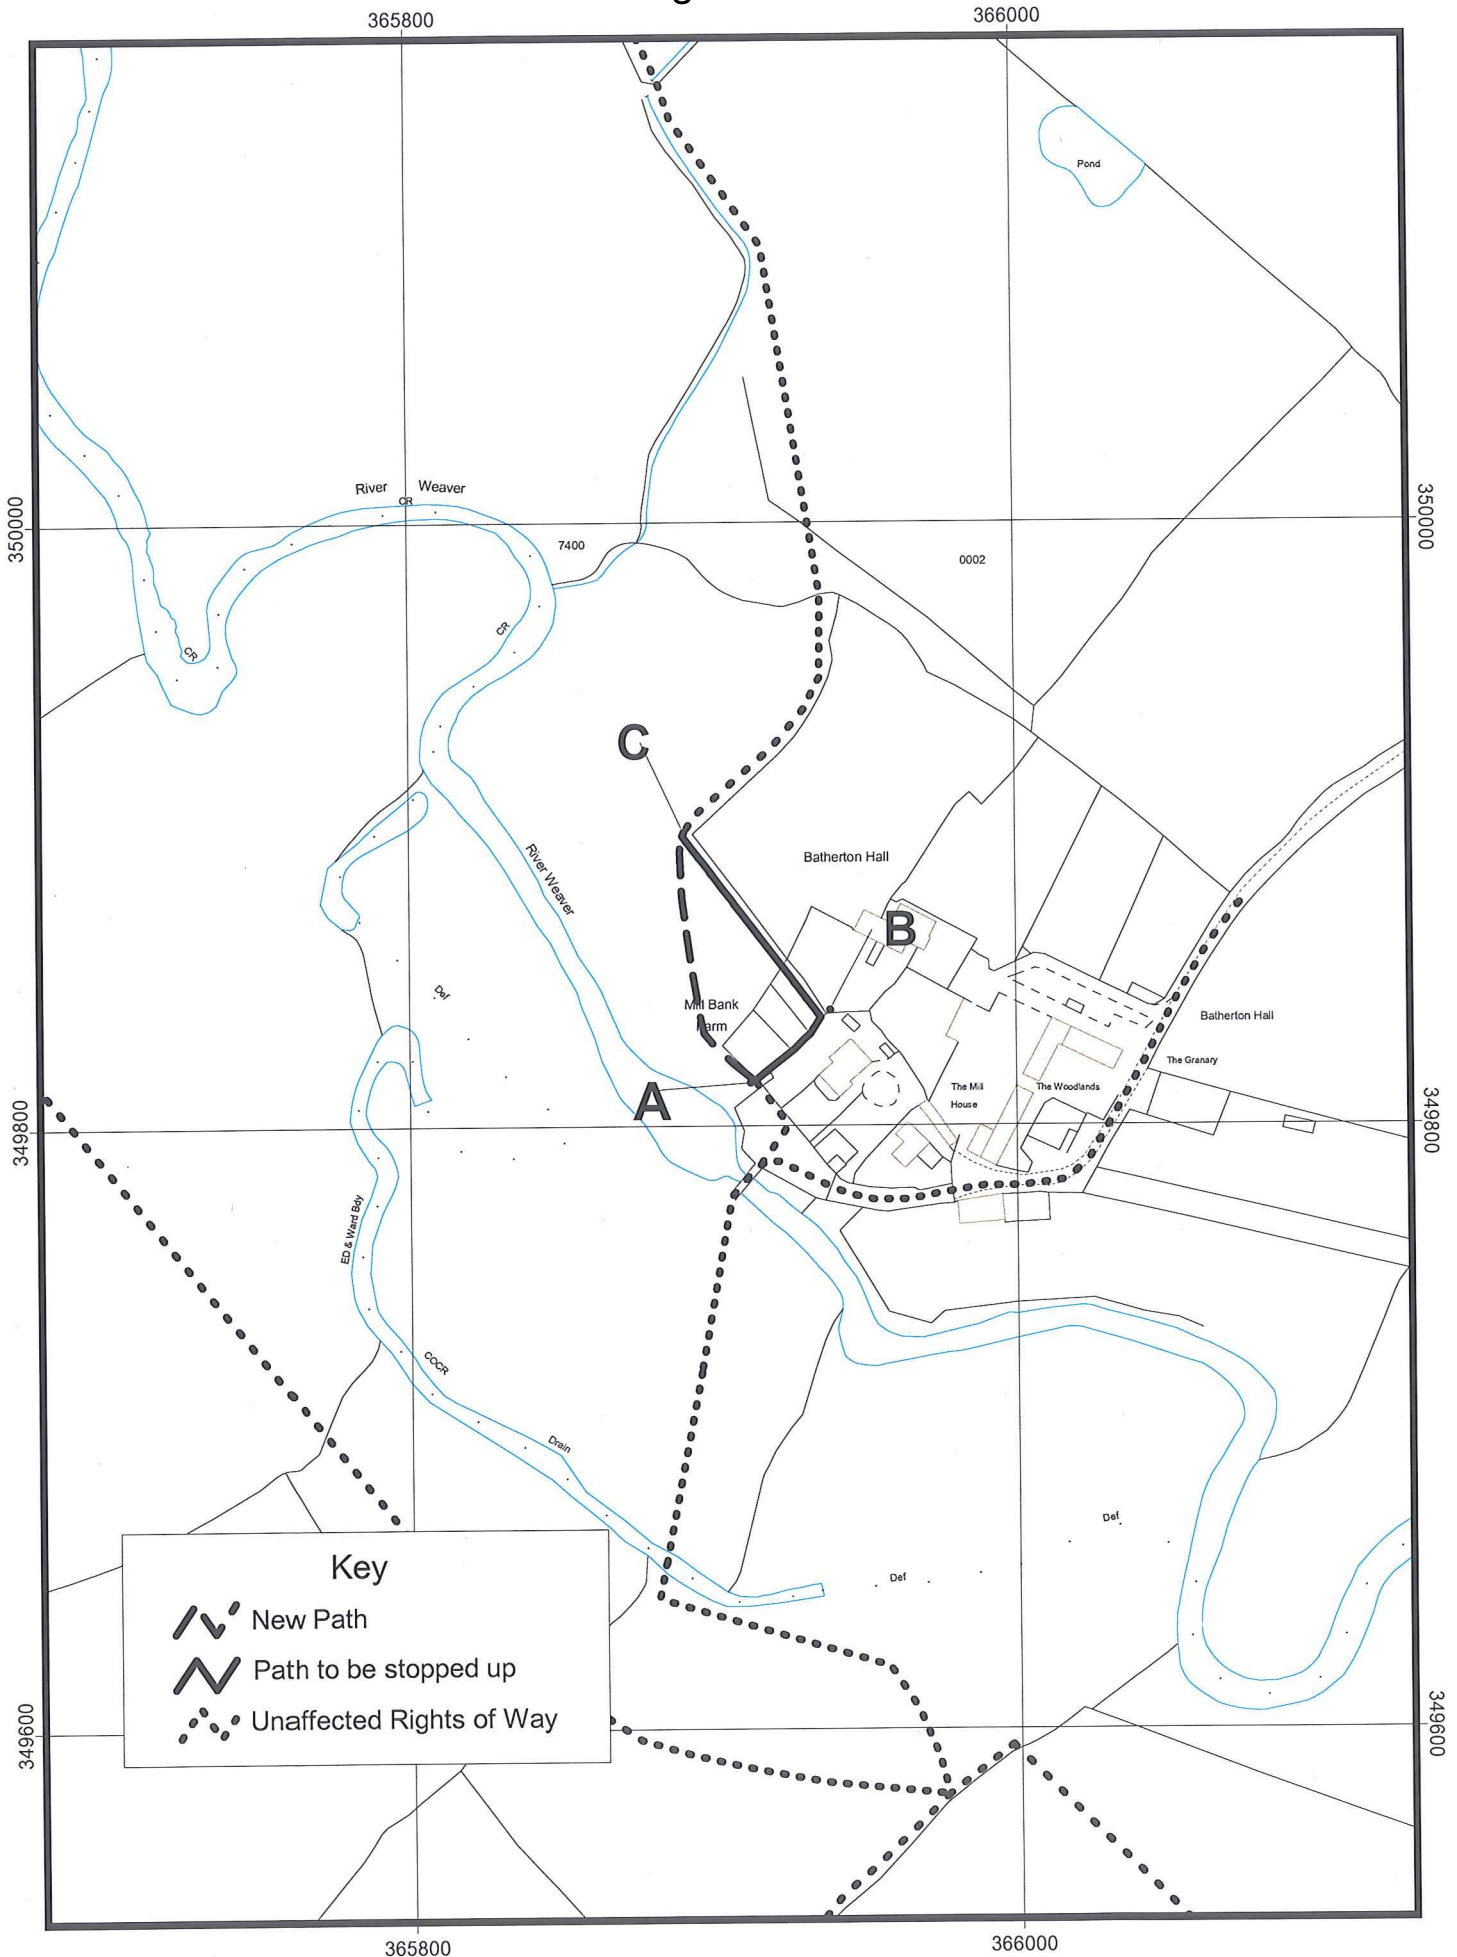 365800
366000
Pond
River Weaver
CR
350000
350000
7400
0002
CR
CR
C
River Weaver
Batherton Hall
B
Def
Mill Bank
Farm
Batherton Hall
The Granary
The Mill
House
The Woodlands
A
349800
349800
ED & Ward Bdy
COCR
Drain
Def
Def
Key
New Path
Path to be stopped up
Unaffected Rights of Way
349600
349600
365800
366000